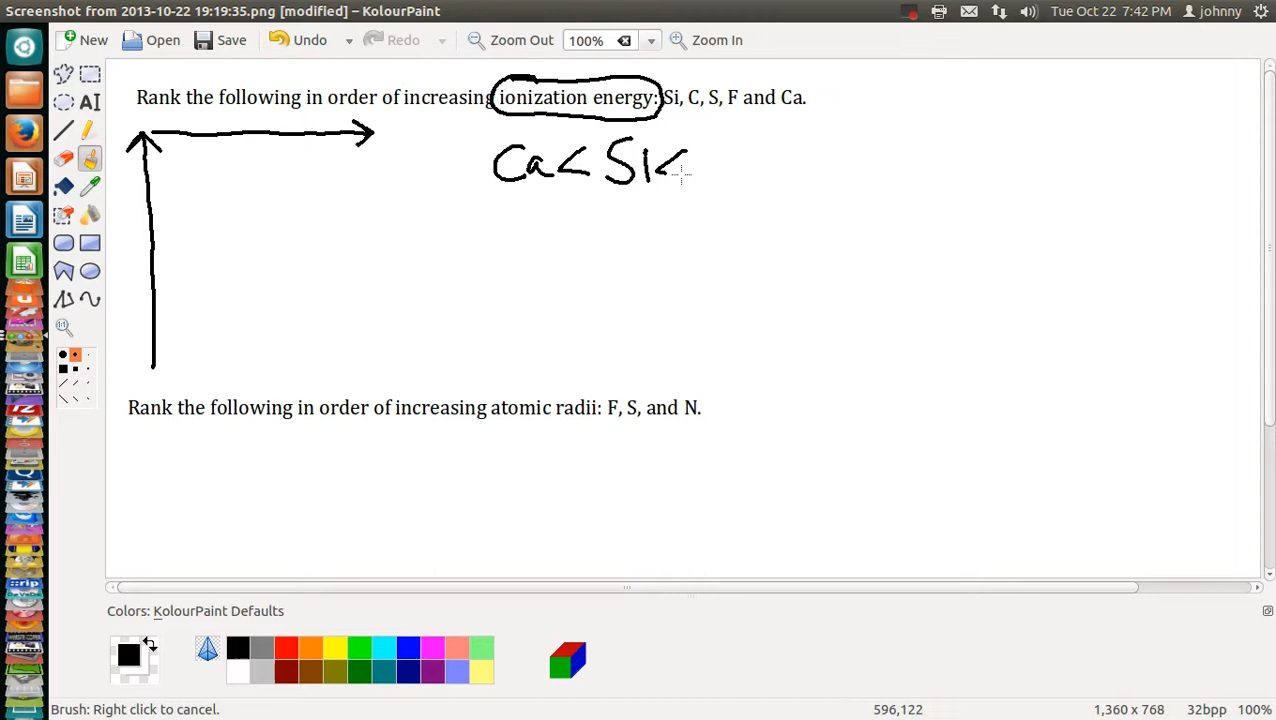 Screenshot from 2013-10-22 19:19:35.png [modified] – KolourPaint
Tue Oct 22 7:42 PM johnny
New Open Save Undo Redo Zoom Out 100% Zoom In
Rank the following in order of increasing ionization energy: Si, C, S, F and Ca.
Ca < Si <
Rank the following in order of increasing atomic radii: F, S, and N.
Colors: KolourPaint Defaults
Brush: Right click to cancel. 596,122 1,360 x 768 32bpp 100%